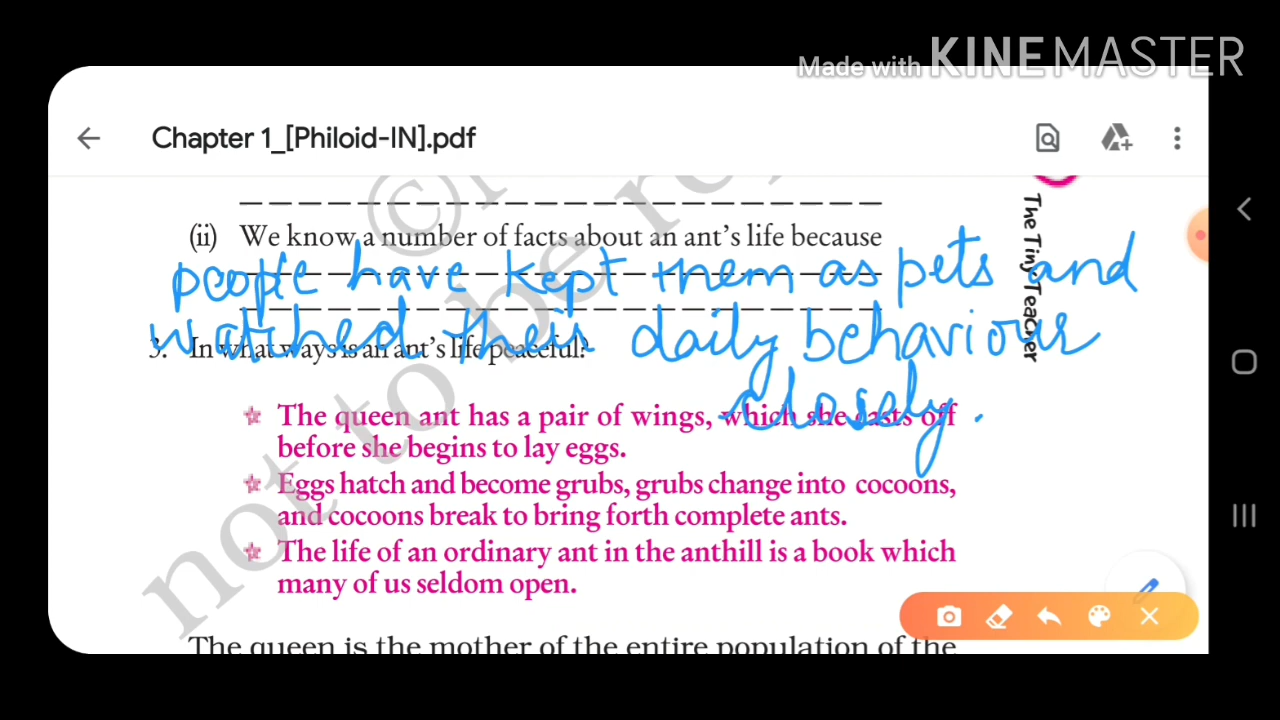 Made with KINEMASTER
Chapter 1_[Philoid-IN].pdf
(ii) We know a number of facts about an ant's life because
people have kept them as pets and
watched their daily behaviour
closely.
3. In what ways is an ant's life peaceful?
The queen ant has a pair of wings, which she casts off
before she begins to lay eggs.
Eggs hatch and become grubs, grubs change into cocoons,
and cocoons break to bring forth complete ants.
The life of an ordinary ant in the anthill is a book which
many of us seldom open.
The queen is the mother of the entire population of the
The Tiny Teacher
not to be